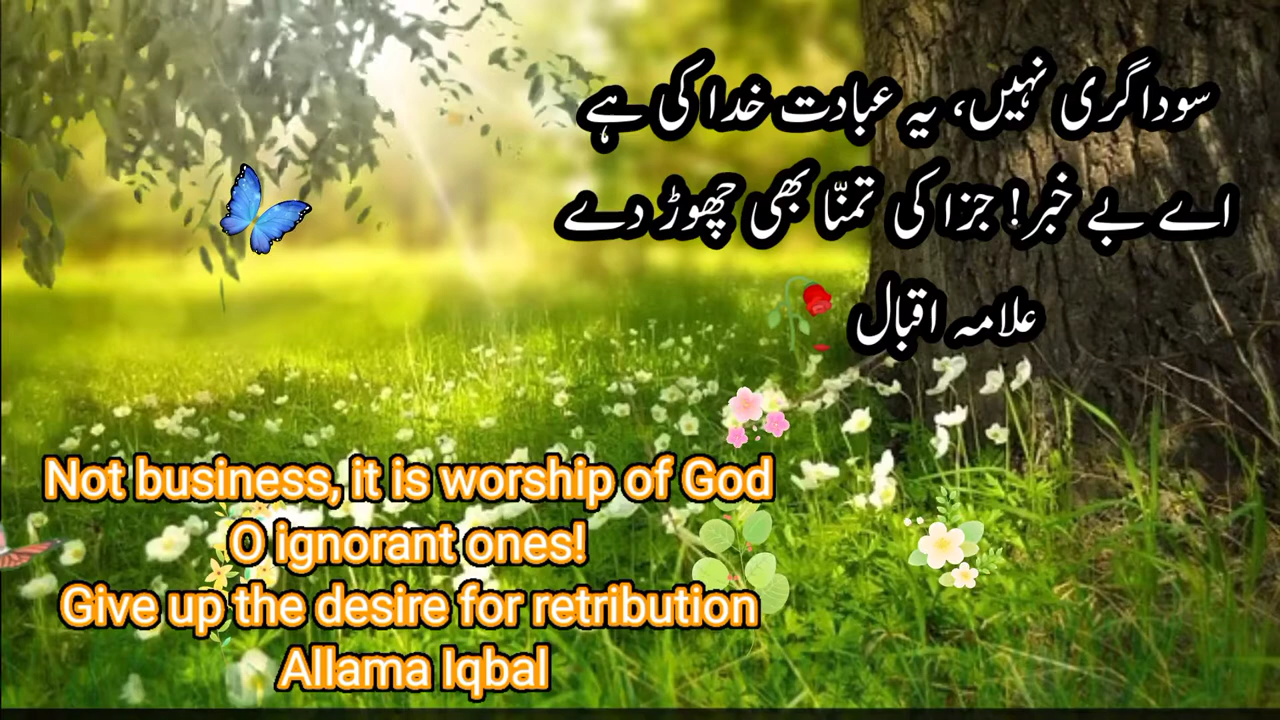 سوداگری نہیں، یہ عبادت خدا کی ہے
اے بے خبر! جزا کی تمنّا بھی چھوڑ دے
علامہ اقبال
Not business, it is worship of God
O ignorant ones!
Give up the desire for retribution
Allama Iqbal